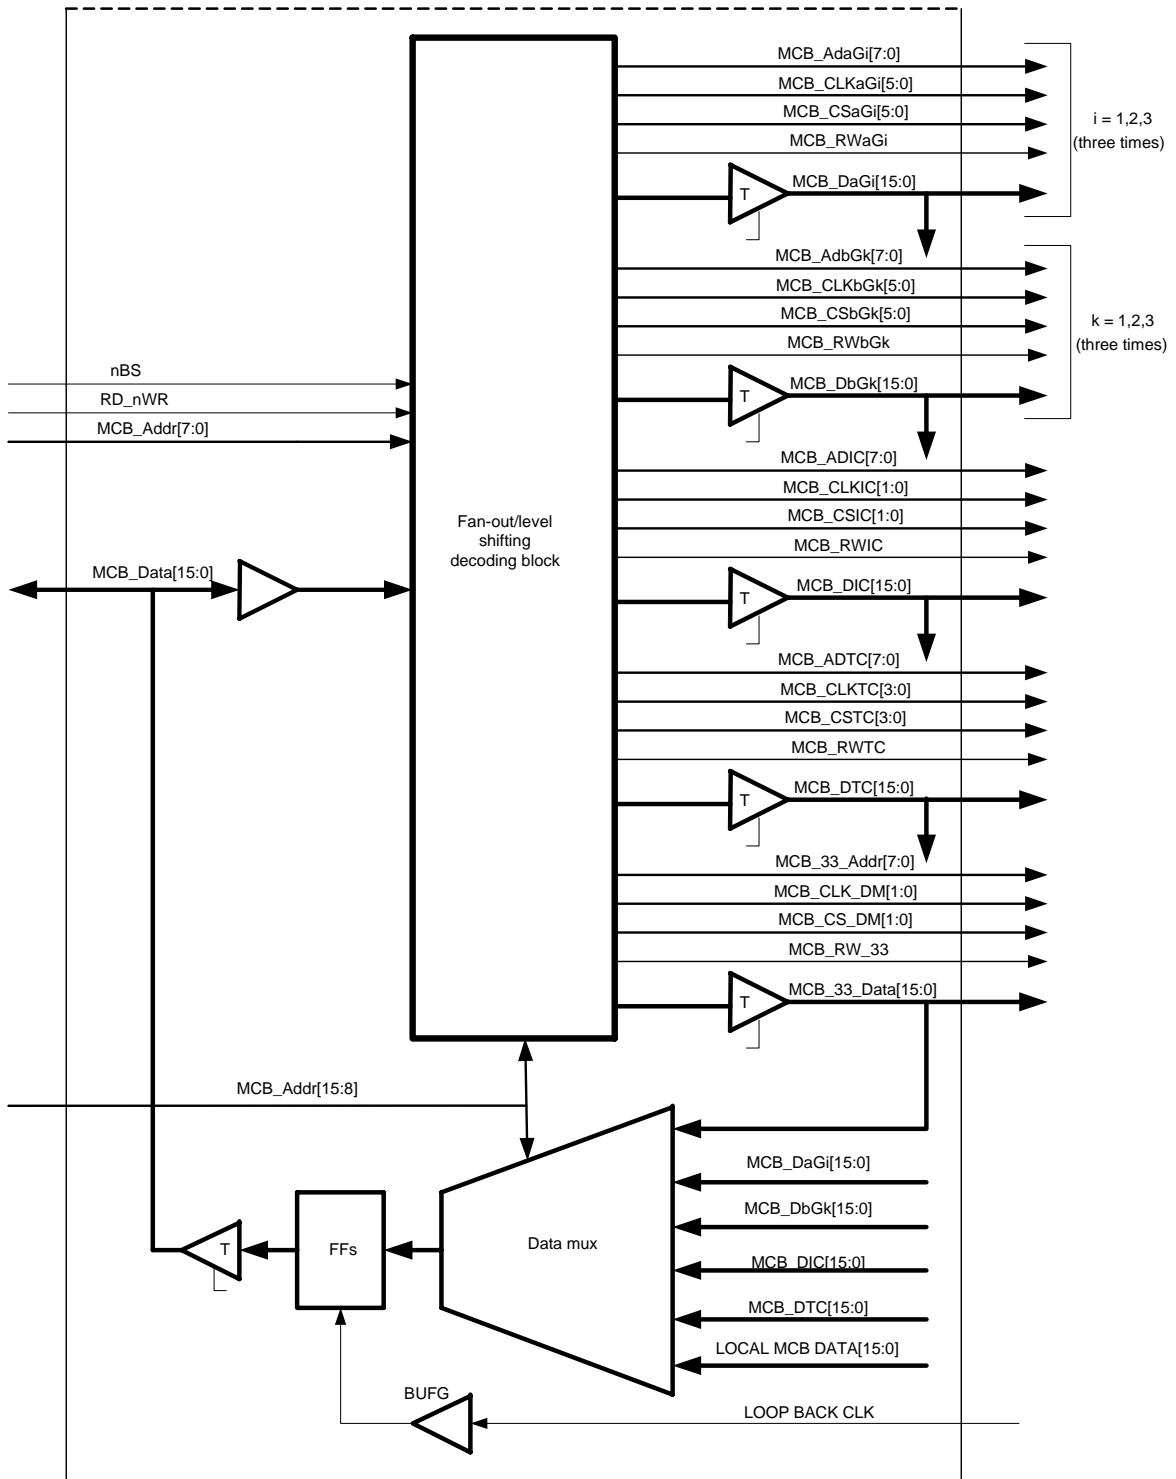 MCB_AdaGi[7:0]
MCB_CLKaGi[5:0]
MCB_CSaGi[5:0]
MCB_RWaGi
i = 1,2,3
(three times)
T
MCB_DaGi[15:0]
MCB_AdbGk[7:0]
MCB_CLKbGk[5:0]
MCB_CSbGk[5:0]
MCB_RWbGk
k = 1,2,3
(three times)
nBS
RD_nWR
MCB_Addr[7:0]
T
MCB_DbGk[15:0]
MCB_ADIC[7:0]
MCB_CLKIC[1:0]
MCB_CSIC[1:0]
MCB_RWIC
Fan-out/level
shifting
decoding block
MCB_Data[15:0]
T
MCB_DIC[15:0]
MCB_ADTC[7:0]
MCB_CLKTC[3:0]
MCB_CSTC[3:0]
MCB_RWTC
T
MCB_DTC[15:0]
MCB_33_Addr[7:0]
MCB_CLK_DM[1:0]
MCB_CS_DM[1:0]
MCB_RW_33
T
MCB_33_Data[15:0]
MCB_Addr[15:8]
MCB_DaGi[15:0]
MCB_DbGk[15:0]
T
FFs
Data mux
MCB_DIC[15:0]
MCB_DTC[15:0]
LOCAL MCB DATA[15:0]
BUFG
LOOP BACK CLK